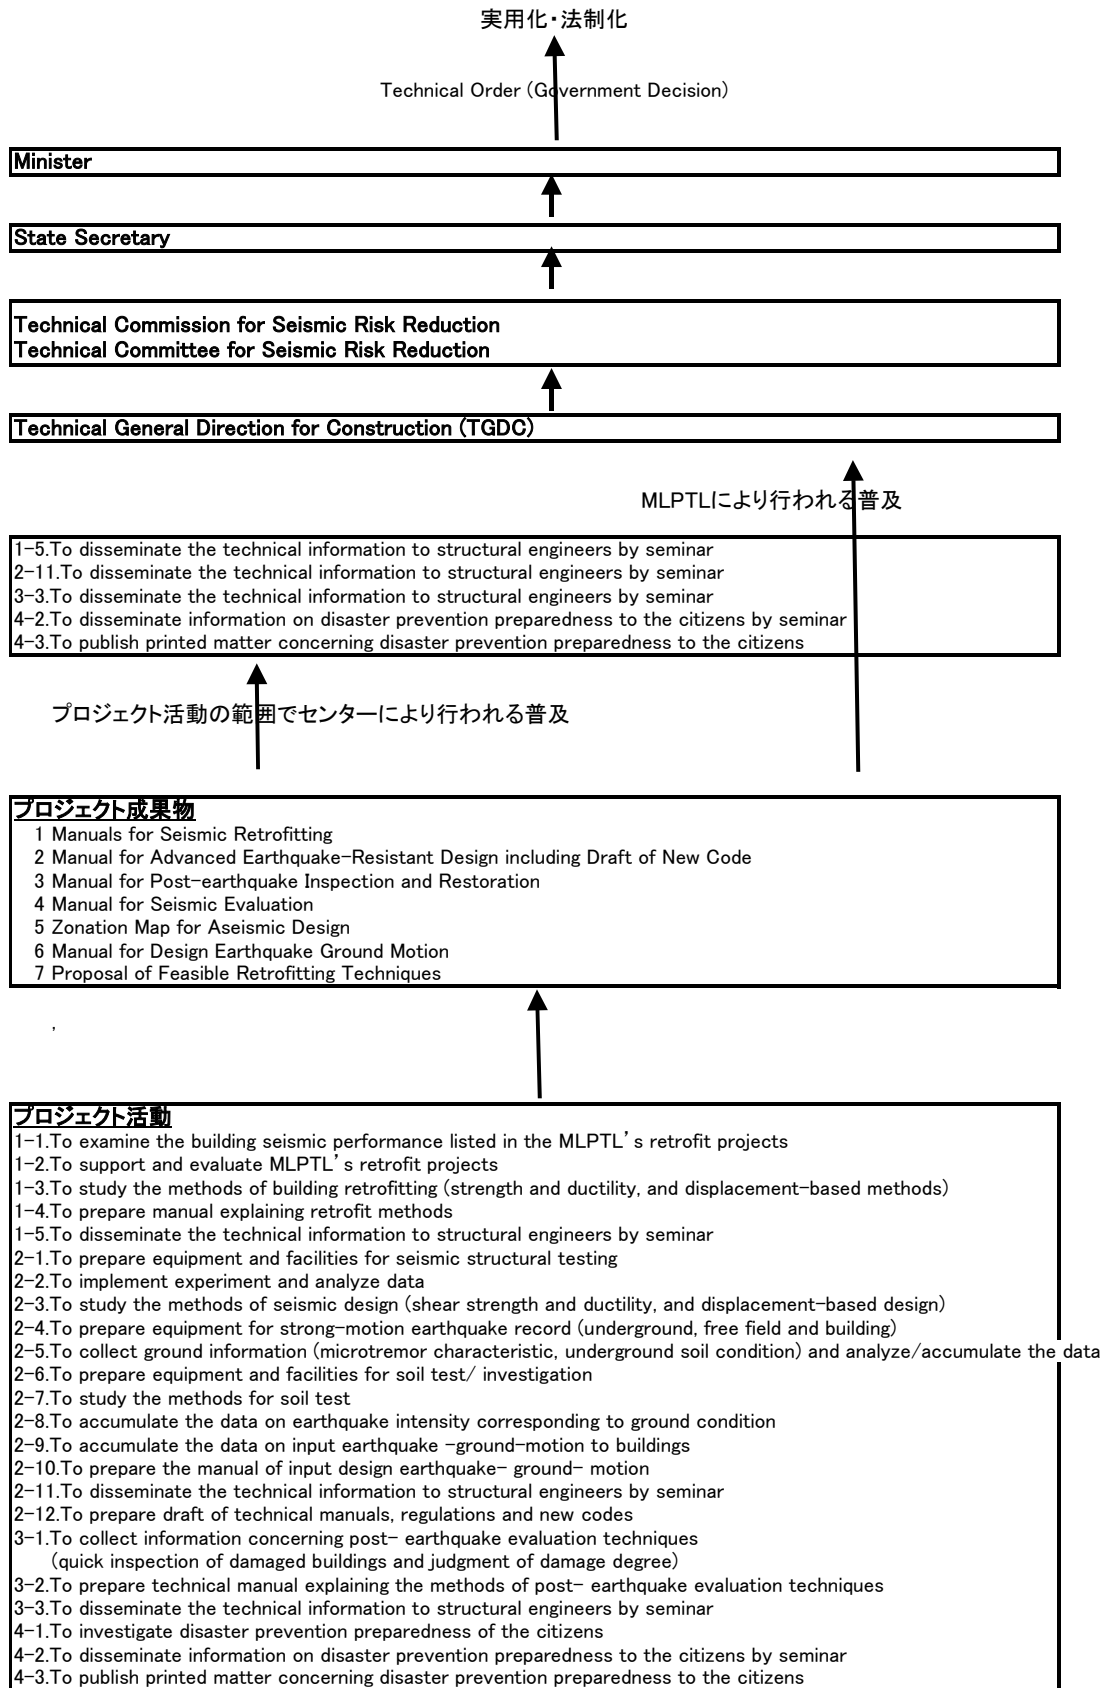 実用化・法制化
Technical Order (Government Decision)
Minister
State Secretary
Technical Commission for Seismic Risk Reduction
Technical Committee for Seismic Risk Reduction
Technical General Direction for Construction (TGDC)
MLPTLにより行われる普及
1-5.To disseminate the technical information to structural engineers by seminar
2-11.To disseminate the technical information to structural engineers by seminar
3-3.To disseminate the technical information to structural engineers by seminar
4-2.To disseminate information on disaster prevention preparedness to the citizens by seminar
4-3.To publish printed matter concerning disaster prevention preparedness to the citizens
プロジェクト活動の範囲でセンターにより行われる普及
プロジェクト成果物
1 Manuals for Seismic Retrofitting
2 Manual for Advanced Earthquake-Resistant Design including Draft of New Code
3 Manual for Post-earthquake Inspection and Restoration
4 Manual for Seismic Evaluation
5 Zonation Map for Aseismic Design
6 Manual for Design Earthquake Ground Motion
7 Proposal of Feasible Retrofitting Techniques
,
プロジェクト活動
1-1.To examine the building seismic performance listed in the MLPTL's retrofit projects
1-2.To support and evaluate MLPTL's retrofit projects
1-3.To study the methods of building retrofitting (strength and ductility, and displacement-based methods)
1-4.To prepare manual explaining retrofit methods
1-5.To disseminate the technical information to structural engineers by seminar
2-1.To prepare equipment and facilities for seismic structural testing
2-2.To implement experiment and analyze data
2-3.To study the methods of seismic design (shear strength and ductility, and displacement-based design)
2-4.To prepare equipment for strong-motion earthquake record (underground, free field and building)
2-5.To collect ground information (microtremor characteristic, underground soil condition) and analyze/accumulate the data
2-6.To prepare equipment and facilities for soil test/ investigation
2-7.To study the methods for soil test
2-8.To accumulate the data on earthquake intensity corresponding to ground condition
2-9.To accumulate the data on input earthquake -ground-motion to buildings
2-10.To prepare the manual of input design earthquake- ground- motion
2-11.To disseminate the technical information to structural engineers by seminar
2-12.To prepare draft of technical manuals, regulations and new codes
3-1.To collect information concerning post- earthquake evaluation techniques
(quick inspection of damaged buildings and judgment of damage degree)
3-2.To prepare technical manual explaining the methods of post- earthquake evaluation techniques
3-3.To disseminate the technical information to structural engineers by seminar
4-1.To investigate disaster prevention preparedness of the citizens
4-2.To disseminate information on disaster prevention preparedness to the citizens by seminar
4-3.To publish printed matter concerning disaster prevention preparedness to the citizens